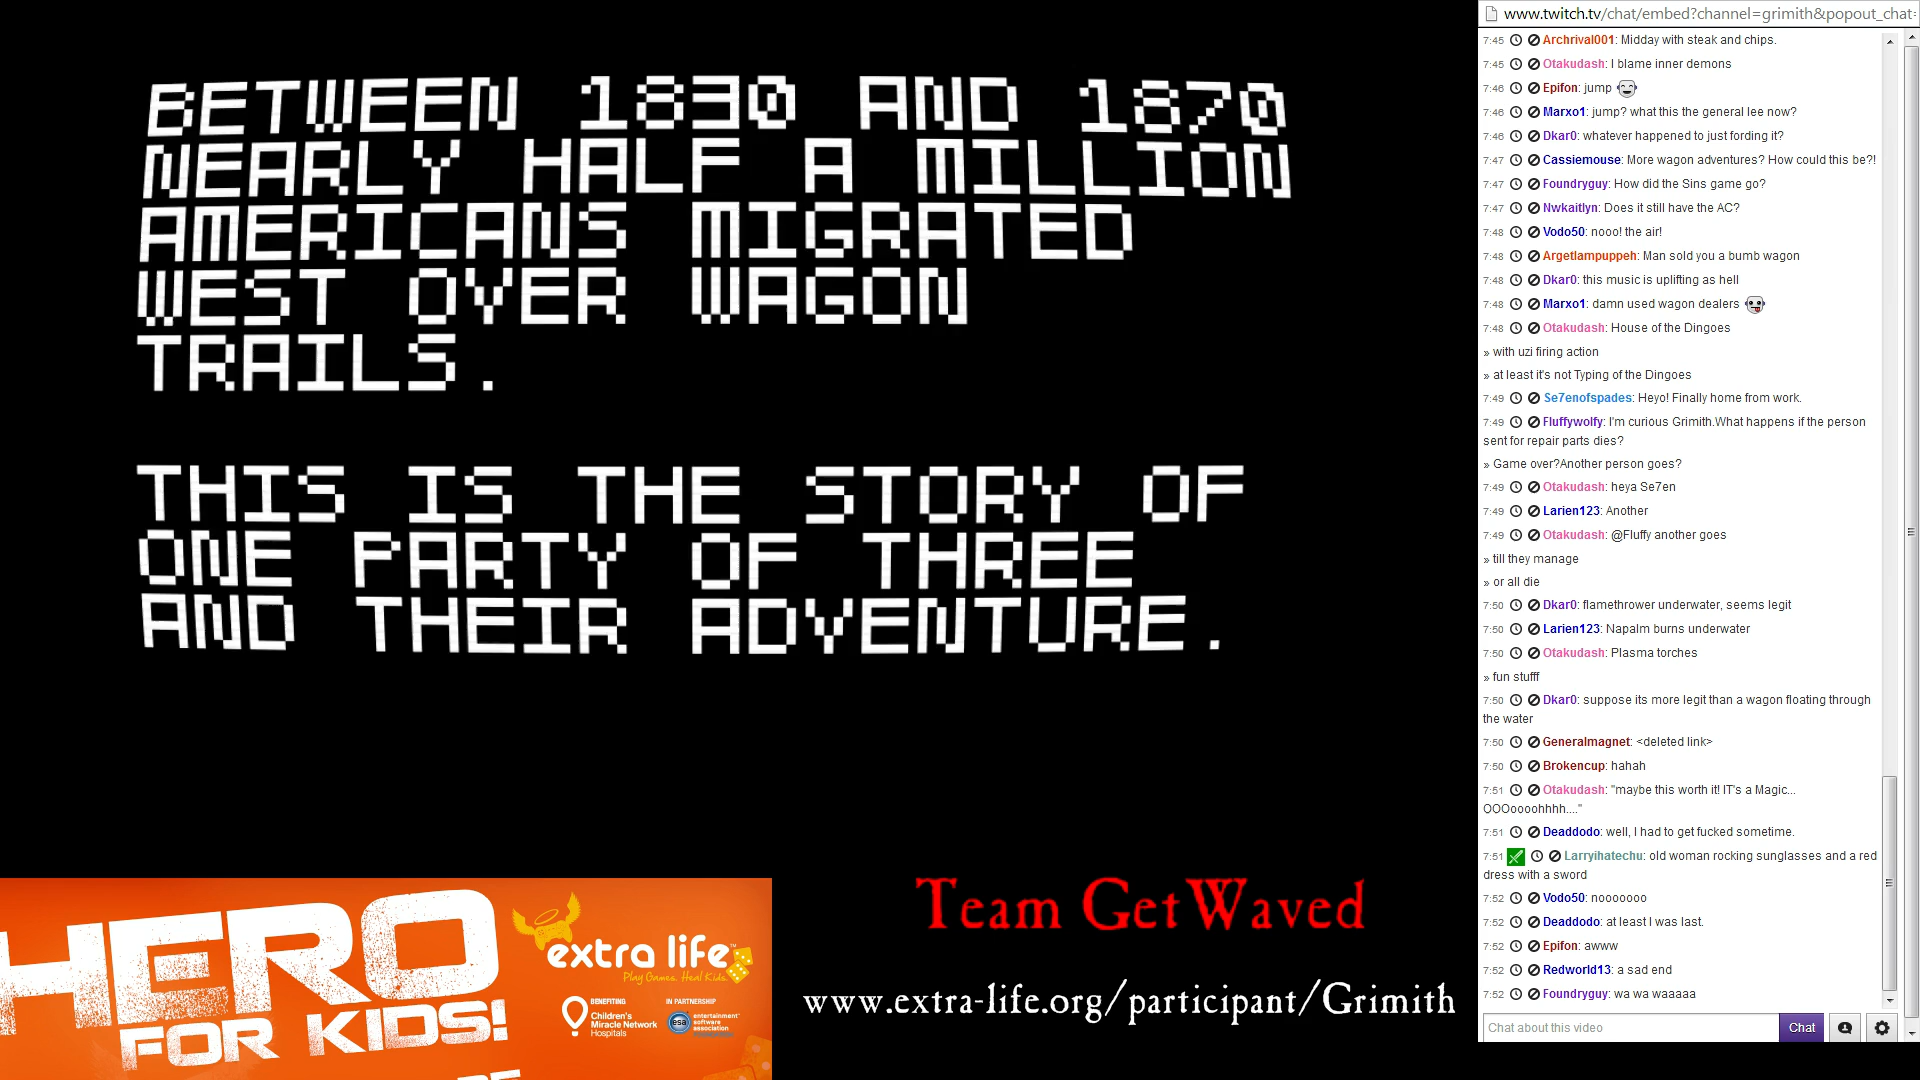 BETWEEN 1830 AND 1870
NEARLY HALF A MILLION
AMERICANS MIGRATED
WEST OVER WAGON
TRAILS.
THIS IS THE STORY OF
ONE PARTY OF THREE
AND THEIR ADVENTURE.
HERO
FOR KIDS!
extra life™
Play Games. Heal Kids.
BENEFITING
Children's
Miracle Network
Hospitals
IN PARTNERSHIP
esa
entertainment
software
association
Team GetWaved
www.extra-life.org/participant/Grimith
www.twitch.tv/chat/embed?channel=grimith&popout_chat=
7:45 Archrival001: Midday with steak and chips.
7:45 Otakudash: I blame inner demons
7:46 Epifon: jump
7:46 Marxo1: jump? what this the general lee now?
7:46 Dkar0: whatever happened to just fording it?
7:47 Cassiemouse: More wagon adventures? How could this be?!
7:47 Foundryguy: How did the Sins game go?
7:47 Nwkaitlyn: Does it still have the AC?
7:48 Vodo50: nooo! the air!
7:48 Argetlampuppeh: Man sold you a bumb wagon
7:48 Dkar0: this music is uplifting as hell
7:48 Marxo1: damn used wagon dealers
7:48 Otakudash: House of the Dingoes
» with uzi firing action
» at least it's not Typing of the Dingoes
7:49 Se7enofspades: Heyo! Finally home from work.
7:49 Fluffywolfy: I'm curious Grimith.What happens if the person
sent for repair parts dies?
» Game over?Another person goes?
7:49 Otakudash: heya Se7en
7:49 Larien123: Another
7:49 Otakudash: @Fluffy another goes
» till they manage
» or all die
7:50 Dkar0: flamethrower underwater, seems legit
7:50 Larien123: Napalm burns underwater
7:50 Otakudash: Plasma torches
» fun stufff
7:50 Dkar0: suppose its more legit than a wagon floating through
the water
7:50 Generalmagnet: <deleted link>
7:50 Brokencup: hahah
7:51 Otakudash: "maybe this worth it! IT's a Magic...
OOOoooohhhh...."
7:51 Deaddodo: well, I had to get fucked sometime.
7:51 Larryihatechu: old woman rocking sunglasses and a red
dress with a sword
7:52 Vodo50: nooooooo
7:52 Deaddodo: at least I was last.
7:52 Epifon: awww
7:52 Redworld13: a sad end
7:52 Foundryguy: wa wa waaaaa
Chat about this video
Chat